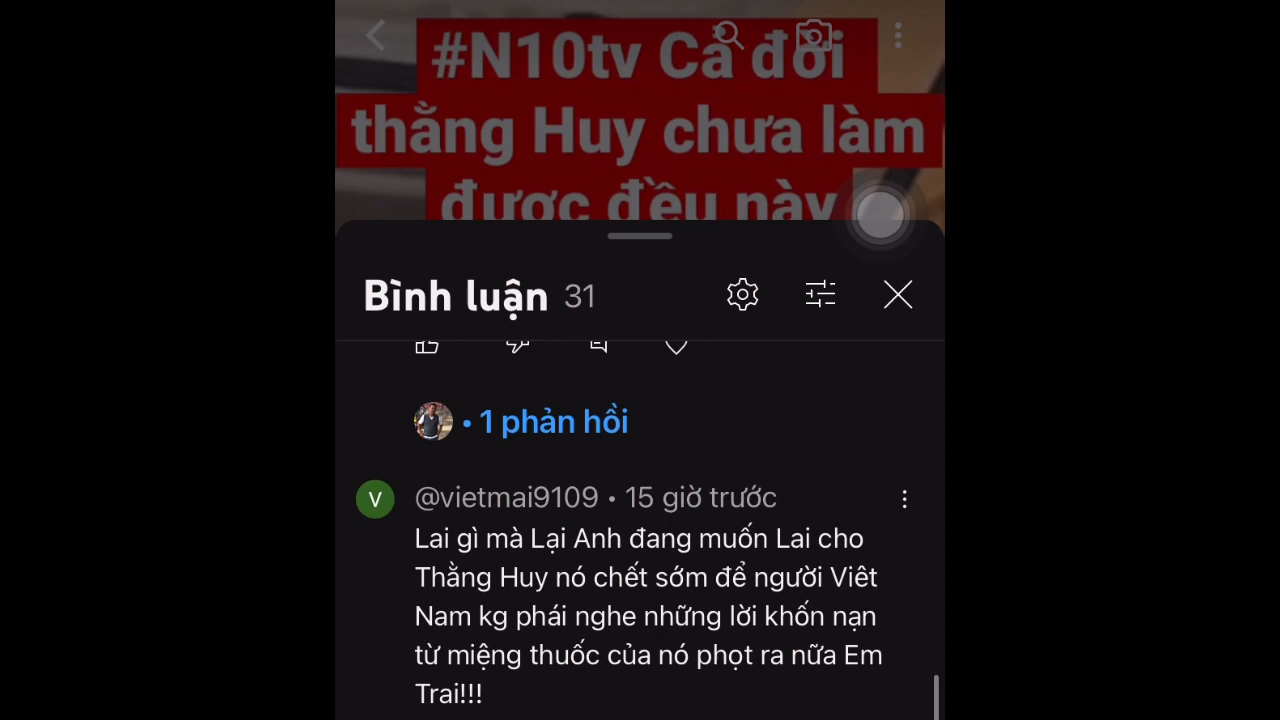 #N10tv Cả đời
thằng Huy chưa làm
được đều này
Bình luận 31
• 1 phản hồi
V @vietmai9109 • 15 giờ trước
Lai gì mà Lại Anh đang muốn Lai cho
Thằng Huy nó chết sớm để người Viêt
Nam kg phái nghe những lời khốn nạn
từ miệng thuốc của nó phọt ra nữa Em
Trai!!!